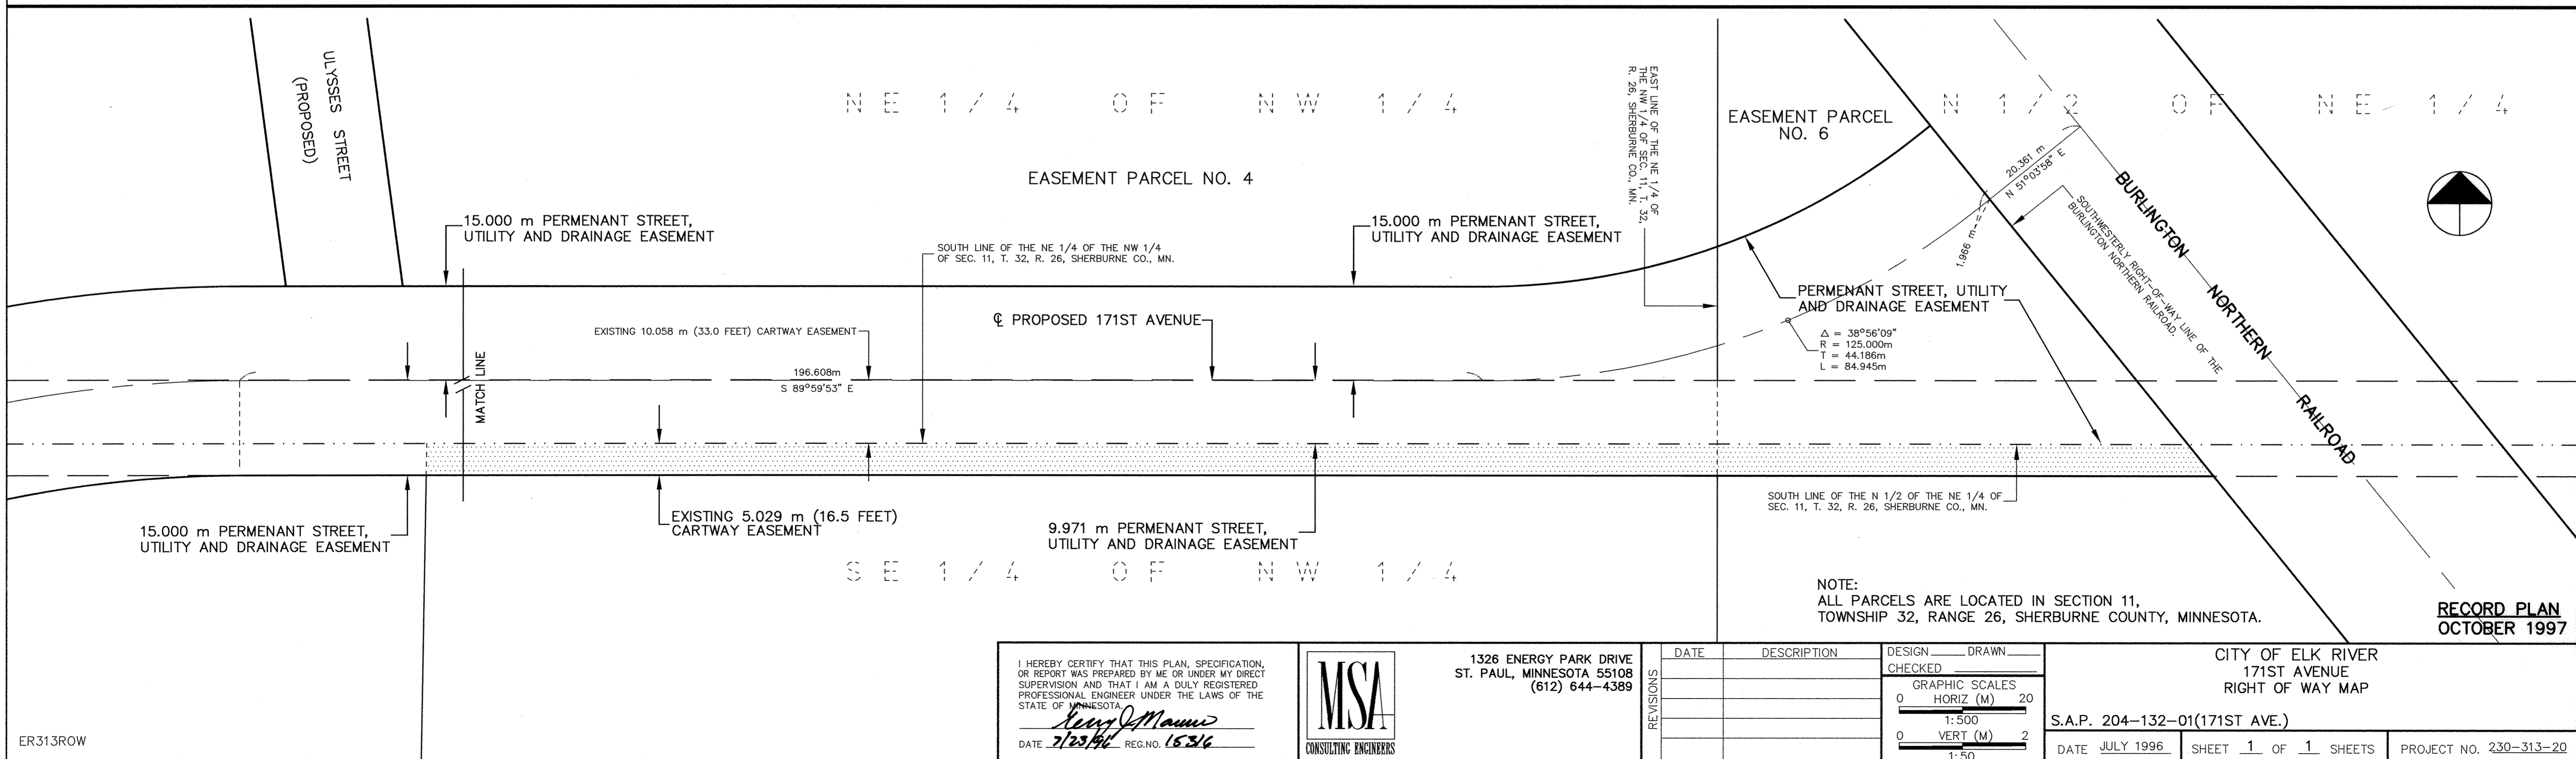 ULYSSES STREET
(PROPOSED)
NE 1/4 OF NW 1/4
EASEMENT PARCEL NO. 4
15.000 m PERMENANT STREET,
UTILITY AND DRAINAGE EASEMENT
SOUTH LINE OF THE NE 1/4 OF THE NW 1/4
OF SEC. 11, T. 32, R. 26, SHERBURNE CO., MN.
15.000 m PERMENANT STREET,
UTILITY AND DRAINAGE EASEMENT
EAST LINE OF THE NE 1/4 OF
THE NW 1/4 OF SEC. 11, T. 32,
R. 26, SHERBURNE CO., MN.
EASEMENT PARCEL
NO. 6
N 1/2 OF NE 1/4
20.361 m
N 51°03'58" E
1.966 m
SOUTHWESTERLY RIGHT-OF-WAY LINE OF THE
BURLINGTON NORTHERN RAILROAD.
BURLINGTON NORTHERN RAILROAD
PERMENANT STREET, UTILITY
AND DRAINAGE EASEMENT
Δ = 38°56'09"
R = 125.000m
T = 44.186m
L = 84.945m
EXISTING 10.058 m (33.0 FEET) CARTWAY EASEMENT
℄ PROPOSED 171ST AVENUE
MATCH LINE
196.608m
S 89°59'53" E
15.000 m PERMENANT STREET,
UTILITY AND DRAINAGE EASEMENT
EXISTING 5.029 m (16.5 FEET)
CARTWAY EASEMENT
9.971 m PERMENANT STREET,
UTILITY AND DRAINAGE EASEMENT
SOUTH LINE OF THE N 1/2 OF THE NE 1/4 OF
SEC. 11, T. 32, R. 26, SHERBURNE CO., MN.
SE 1/4 OF NW 1/4
NOTE:
ALL PARCELS ARE LOCATED IN SECTION 11,
TOWNSHIP 32, RANGE 26, SHERBURNE COUNTY, MINNESOTA.
RECORD PLAN
OCTOBER 1997
ER313ROW
I HEREBY CERTIFY THAT THIS PLAN, SPECIFICATION,
OR REPORT WAS PREPARED BY ME OR UNDER MY DIRECT
SUPERVISION AND THAT I AM A DULY REGISTERED
PROFESSIONAL ENGINEER UNDER THE LAWS OF THE
STATE OF MINNESOTA.
DATE 7/23/96 REG.NO. 15316
MSA
CONSULTING ENGINEERS
1326 ENERGY PARK DRIVE
ST. PAUL, MINNESOTA 55108
(612) 644-4389
REVISIONS
DATE DESCRIPTION
DESIGN DRAWN
CHECKED
GRAPHIC SCALES
0 HORIZ (M) 20
1:500
0 VERT (M) 2
1:50
CITY OF ELK RIVER
171ST AVENUE
RIGHT OF WAY MAP
S.A.P. 204-132-01(171ST AVE.)
DATE JULY 1996 SHEET 1 OF 1 SHEETS PROJECT NO. 230-313-20